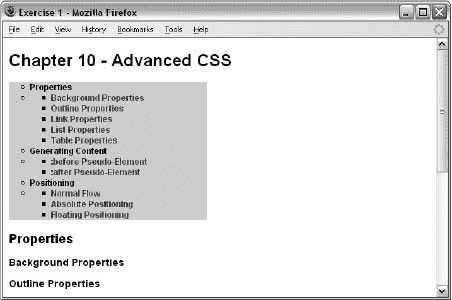 Exercise 1 - Mozilla Firefox
File Edit View History Bookmarks Tools Help
Chapter 10 - Advanced CSS
Properties
Background Properties
Outline Properties
Link Properties
List Properties
Table Properties
Generating Content
:before Pseudo-Element
:after Pseudo-Element
Positioning
Normal Flow
Absolute Positioning
Floating Positioning
Properties
Background Properties
Outline Properties